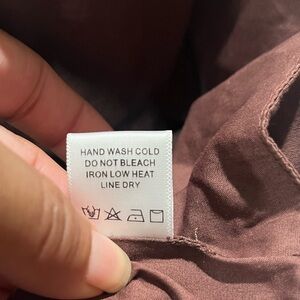 HAND WASH COLD
DO NOT BLEACH
IRON LOW HEAT
LINE DRY